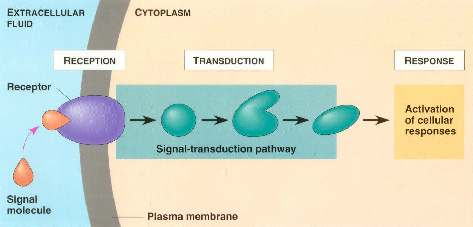 EXTRACELLULAR
FLUID
CYTOPLASM
RECEPTION
TRANSDUCTION
RESPONSE
Receptor
Activation
of cellular
responses
Signal-transduction pathway
Signal
molecule
Plasma membrane